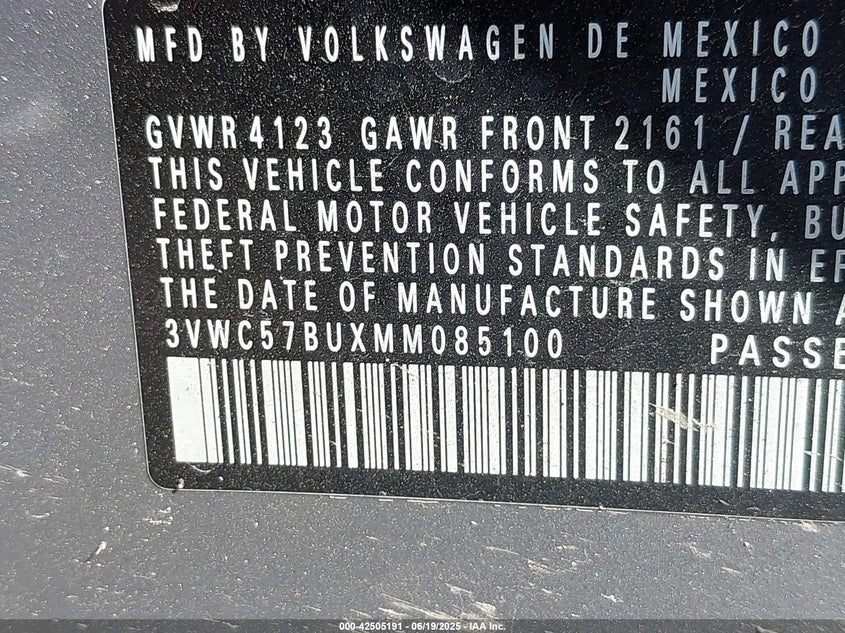 MFD BY VOLKSWAGEN DE MEXICO
MEXICO
GVWR 4123 GAWR FRONT 2161 / REA
THIS VEHICLE CONFORMS TO ALL APP
FEDERAL MOTOR VEHICLE SAFETY, BU
THEFT PREVENTION STANDARDS IN EF
THE DATE OF MANUFACTURE SHOWN A
3VWC57BUXMM085100 PASSE
000-42505191 - 06/19/2025 - IAA Inc.